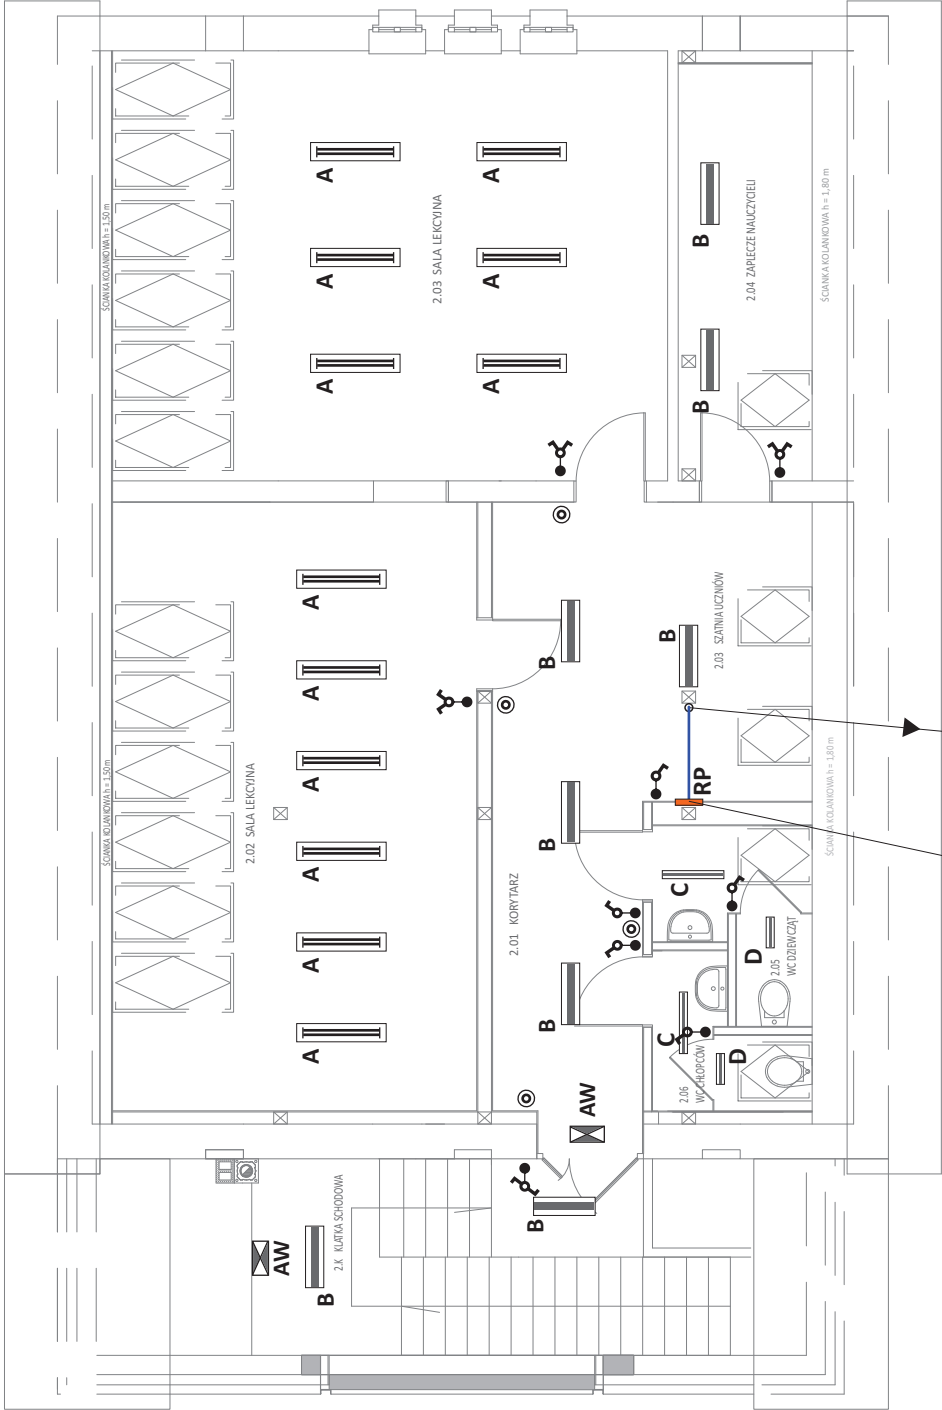 ŚCIANKA KOLANKOWA h = 1,50 m
A
A
A
A
A
A
2.03 SALA LEKCYJNA
B
B
2.04 ZAPLECZE NAUCZYCIELI
ŚCIANKA KOLANKOWA h = 1,80 m
ŚCIANKA KOLANKOWA h = 1,50 m
A
A
A
A
A
A
2.02 SALA LEKCYJNA
B
B
B
2.01 KORYTARZ
B
2.03 SZATNIA UCZNIÓW
RP
ŚCIANKA KOLANKOWA h = 1,80 m
C
D
2.05
WC DZIEWCZĄT
C
D
2.06
WC CHŁOPCÓW
AW
B
AW
B
2.K KLATKA SCHODOWA